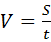 V = S/t